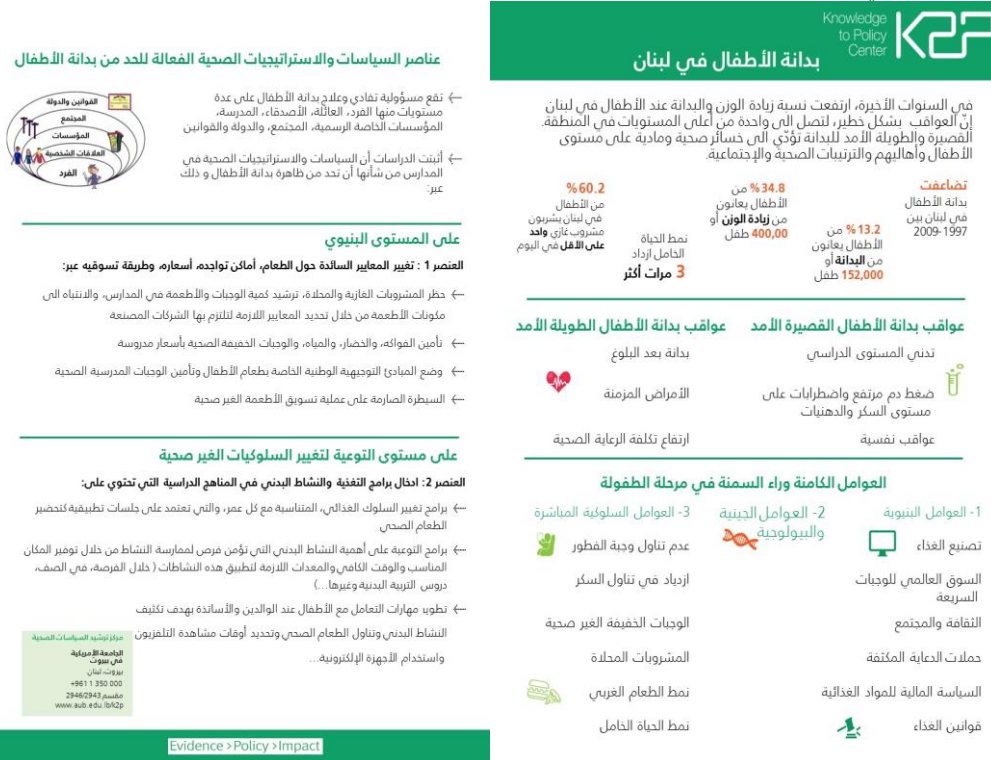 Knowledge
to Policy
Center
K2P
بدانة الأطفال في لبنان
في السنوات الأخيرة، ارتفعت نسبة زيادة الوزن والبدانة عند الأطفال في لبنان
بشكل خطير، لتصل الى واحدة من أعلى المستويات في المنطقة. إنّ العواقب
القصيرة والطويلة الأمد للبدانة تؤدّي الى خسائر صحية ومادية على مستوى
الأطفال وأهاليهم والترتيبات الصحية والإجتماعية.
تضاعفت
بدانة الأطفال
في لبنان بين
1997-2009
13.2% من
الأطفال يعانون
من البدانة أو
152,000 طفل
34.8% من
الأطفال يعانون
من زيادة الوزن أو
400,00 طفل
نمط الحياة
الخامل ازداد
3 مرات أكثر
60.2%
من الأطفال
في لبنان يشربون
مشروب غازي واحد
على الأقل في اليوم
عواقب بدانة الأطفال القصيرة الأمد
تدني المستوى الدراسي
ضغط دم مرتفع واضطرابات على
مستوى السكر والدهنيات
عواقب نفسية
عواقب بدانة الأطفال الطويلة الأمد
بدانة بعد البلوغ
الأمراض المزمنة
ارتفاع تكلفة الرعاية الصحية
العوامل الكامنة وراء السمنة في مرحلة الطفولة
1- العوامل البنيوية
تصنيع الغذاء
السوق العالمي للوجبات
السريعة
الثقافة والمجتمع
حملات الدعاية المكثفة
السياسة المالية للمواد الغذائية
قوانين الغذاء
2- العوامل الجينية
والبيولوجية
3- العوامل السلوكية المباشرة
عدم تناول وجبة الفطور
ازدياد في تناول السكر
الوجبات الخفيفة الغير صحية
المشروبات المحلاة
نمط الطعام الغربي
نمط الحياة الخامل
عناصر السياسات والاستراتيجيات الصحية الفعالة للحد من بدانة الأطفال
تقع مسؤولية تفادي وعلاج بدانة الأطفال على عدة
مستويات منها الفرد، العائلة، الأصدقاء، المدرسة،
المؤسسات الخاصة الرسمية، المجتمع، والدولة والقوانين
أثبتت الدراسات أن السياسات والاستراتيجيات الصحية في
المدارس من شأنها أن تحد من ظاهرة بدانة الأطفال و ذلك
عبر:
القوانين والدولة
المجتمع
المؤسسات
العلاقات الشخصية
الفرد
على المستوى البنيوي
العنصر 1 : تغيير المعايير السائدة حول الطعام، أماكن تواجده، أسعاره، وطريقة تسوقيه عبر:
حظر المشروبات الغازية والمحلاة، ترشيد كمية الوجبات والأطعمة في المدارس، والانتباه الى
مكونات الأطعمة من خلال تحديد المعايير اللازمة لتلتزم بها الشركات المصنعة
تأمين الفواكه، والخضار، والمياه، والوجبات الخفيفة الصحية بأسعار مدروسة
وضع المبادئ التوجيهية الوطنية الخاصة بطعام الأطفال وتأمين الوجبات المدرسية الصحية
السيطرة الصارمة على عملية تسويق الأطعمة الغير صحية
على مستوى التوعية لتغيير السلوكيات الغير صحية
العنصر 2: ادخال برامج التغذية والنشاط البدني في المناهج الدراسية التي تحتوي على:
برامج تغيير السلوك الغذائي، المتناسبة مع كل عمر، والتي تعتمد على جلسات تطبيقية كتحضير
الطعام الصحي
برامج التوعية على أهمية النشاط البدني التي تؤمن فرص لممارسة النشاط من خلال توفير المكان
المناسب والوقت الكافي والمعدات اللازمة لتطبيق هذه النشاطات ( خلال الفرصة، في الصف،
دروس التربية البدنية وغيرها...)
تطوير مهارات التعامل مع الأطفال عند الوالدين والأساتذة بهدف تكثيف
النشاط البدني وتناول الطعام الصحي وتحديد أوقات مشاهدة التلفزيون
واستخدام الأجهزة الإلكترونية...
مركز ترشيد السياسات الصحية
الجامعة الأميركية
في بيروت
بيروت، لبنان
+961 1 350 000
مقسم 2946/2943
www.aub.edu.lb/k2p
Evidence >Policy >Impact